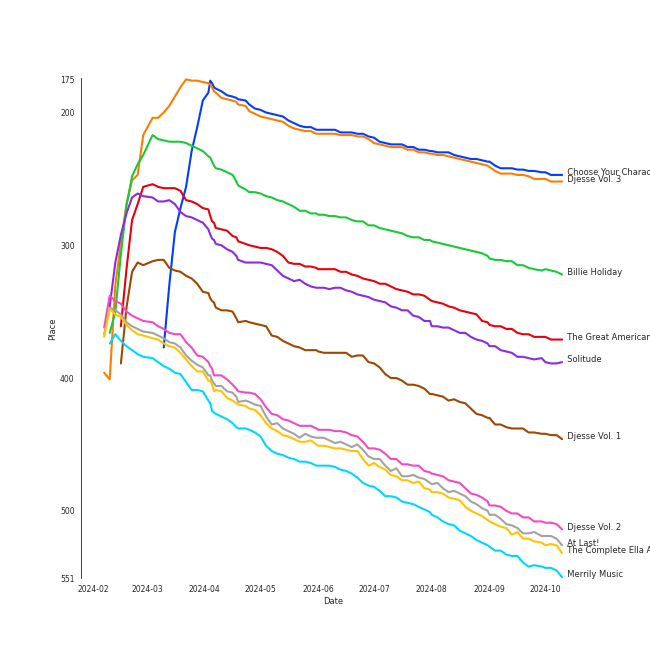 175
200
300
400
500
551
Place
2024-02
2024-03
2024-04
2024-05
2024-06
2024-07
2024-08
2024-09
2024-10
Date
Choose Your Charac
Djesse Vol. 3
Billie Holiday
The Great American
Solitude
Djesse Vol. 1
Djesse Vol. 2
At Last!
The Complete Ella A
Merrily Music